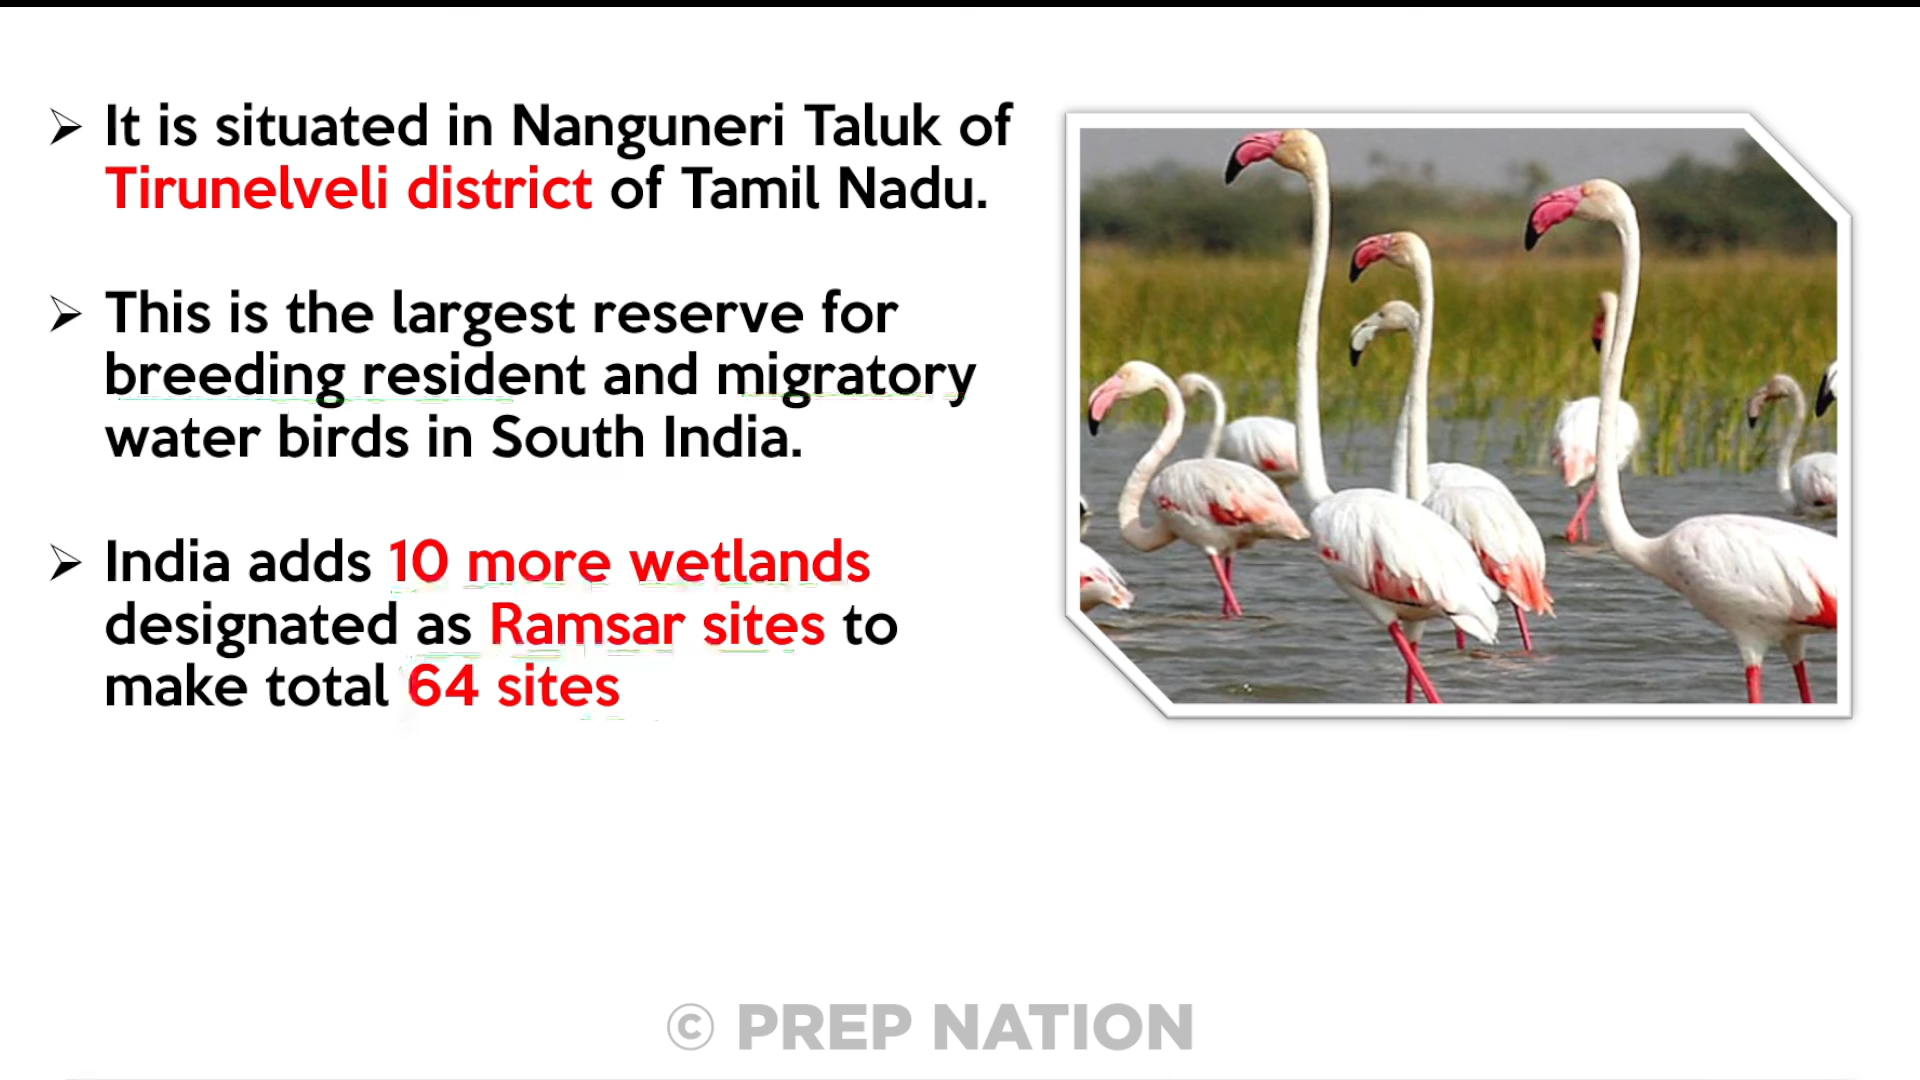 ➢ It is situated in Nanguneri Taluk of
Tirunelveli district of Tamil Nadu.
➢ This is the largest reserve for
breeding resident and migratory
water birds in South India.
➢ India adds 10 more wetlands
designated as Ramsar sites to
make total 64 sites
© PREP NATION